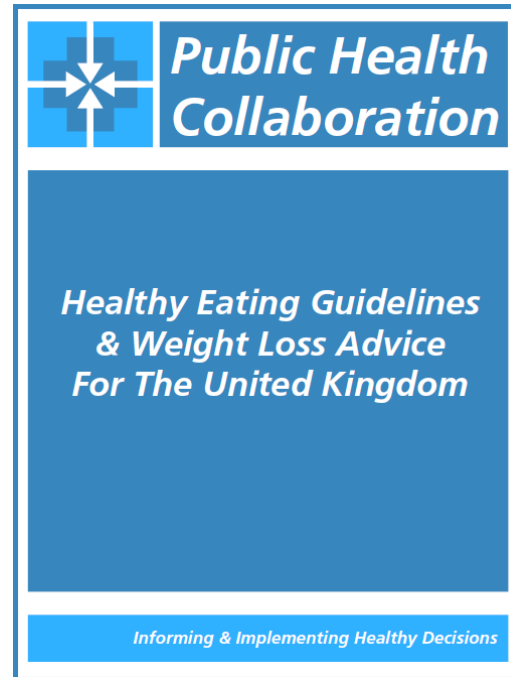 Public Health
Collaboration
Healthy Eating Guidelines
& Weight Loss Advice
For The United Kingdom
Informing & Implementing Healthy Decisions